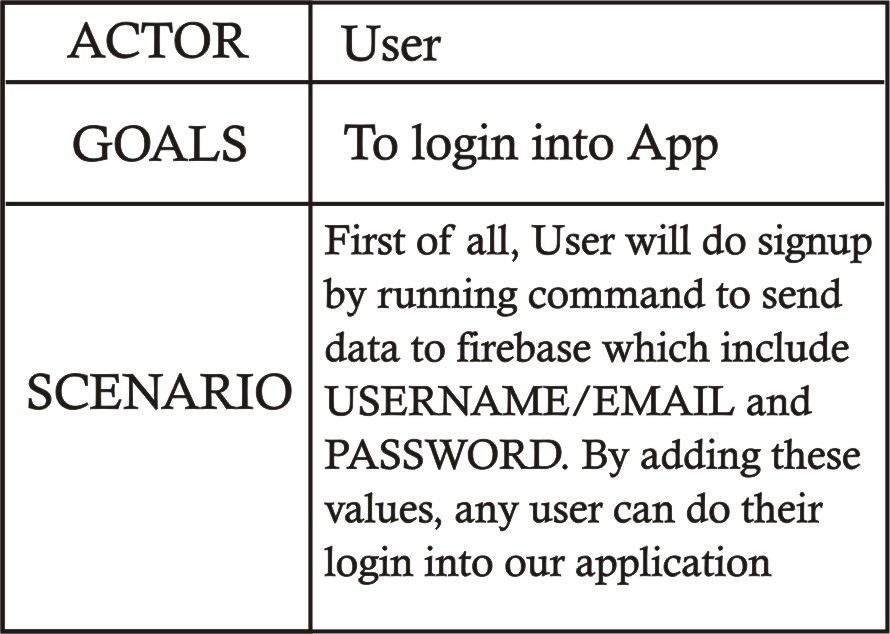 ACTOR
User
GOALS
To login into App
SCENARIO
First of all, User will do signup
by running command to send
data to firebase which include
USERNAME/EMAIL and
PASSWORD. By adding these
values, any user can do their
login into our application